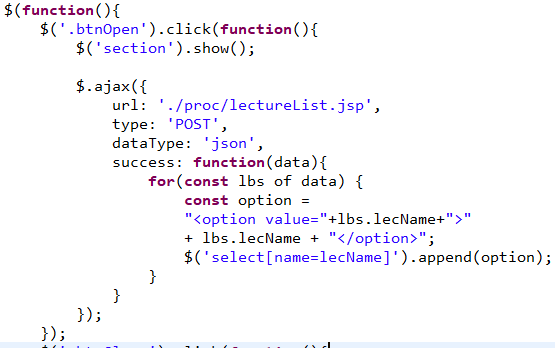 $(function(){
    $('.btnOpen').click(function(){
        $('section').show();
        $.ajax({
            url: './proc/lectureList.jsp',
            type: 'POST',
            dataType: 'json',
            success: function(data){
                for(const lbs of data) {
                    const option =
                    "<option value="+lbs.lecName+">"
                    + lbs.lecName + "</option>";
                    $('select[name=lecName]').append(option);
                }
            }
        });
    });